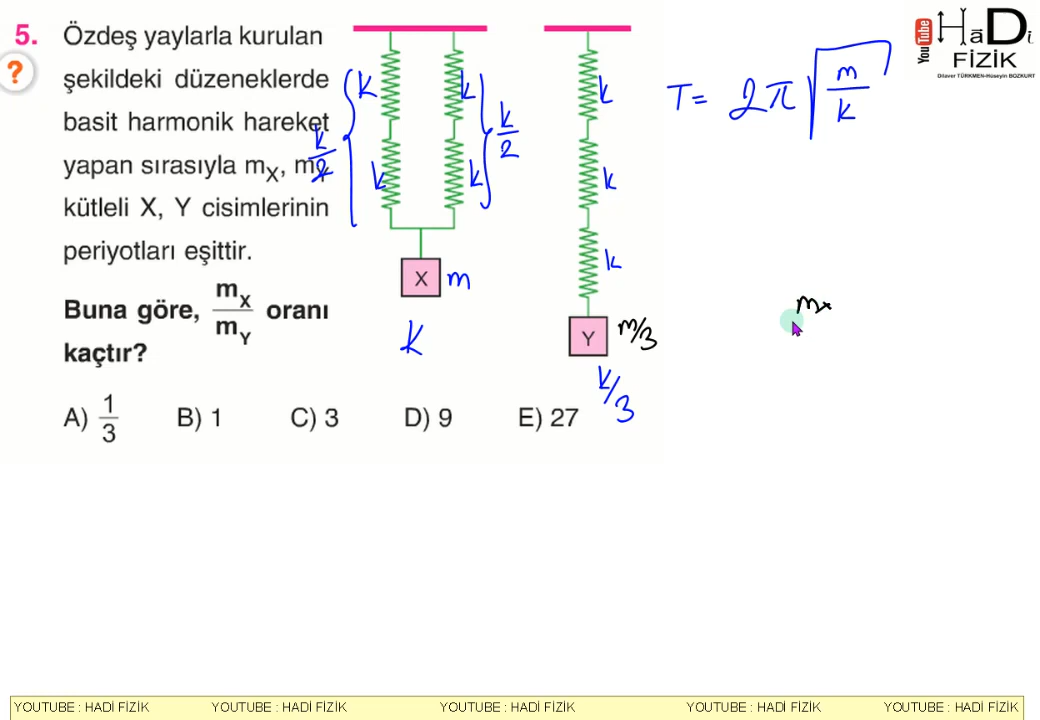 5. Özdeş yaylarla kurulan
şekildeki düzeneklerde
basit harmonik hareket
yapan sırasıyla mX, m
kütleli X, Y cisimlerinin
periyotları eşittir.
Buna göre, mX/mY oranı
kaçtır?
A) 1/3 B) 1 C) 3 D) 9 E) 27
?
k k k
k/2 k/2
k k k
k
X m
Y m/3
k
k/3
T = 2π√(m/k)
mx
YouTube HāDi
FİZİK
Dilaver TÜRKMEN-Hüseyin BOZKURT
YOUTUBE : HADİ FİZİK YOUTUBE : HADİ FİZİK YOUTUBE : HADİ FİZİK YOUTUBE : HADİ FİZİK YOUTUBE : HADİ FİZİK